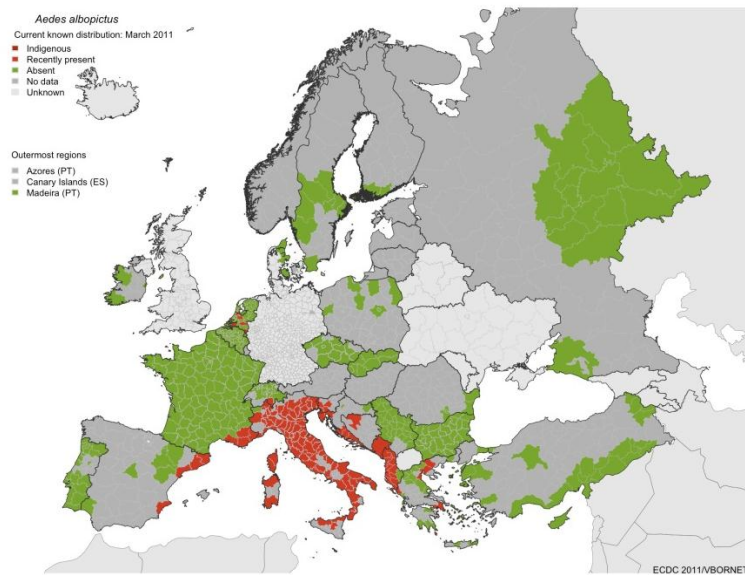 Aedes albopictus
Current known distribution: March 2011
Indigenous
Recently present
Absent
No data
Unknown
Outermost regions
Azores (PT)
Canary Islands (ES)
Madeira (PT)
ECDC 2011/VBORNET